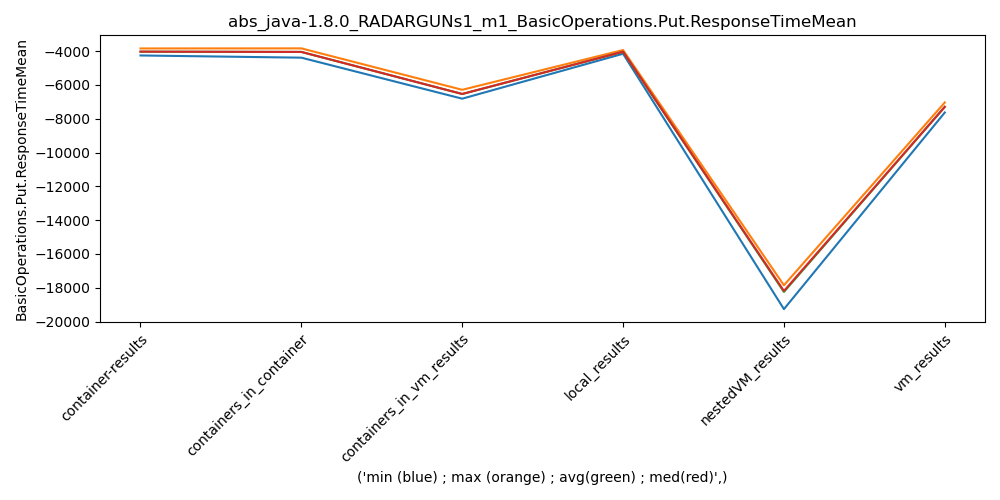 abs_java-1.8.0_RADARGUNs1_m1_BasicOperations.Put.ResponseTimeMean
BasicOperations.Put.ResponseTimeMean
−4000
−6000
−8000
−10000
−12000
−14000
−16000
−18000
−20000
container-results
containers_in_container
containers_in_vm_results
local_results
nestedVM_results
vm_results
('min (blue) ; max (orange) ; avg(green) ; med(red)',)